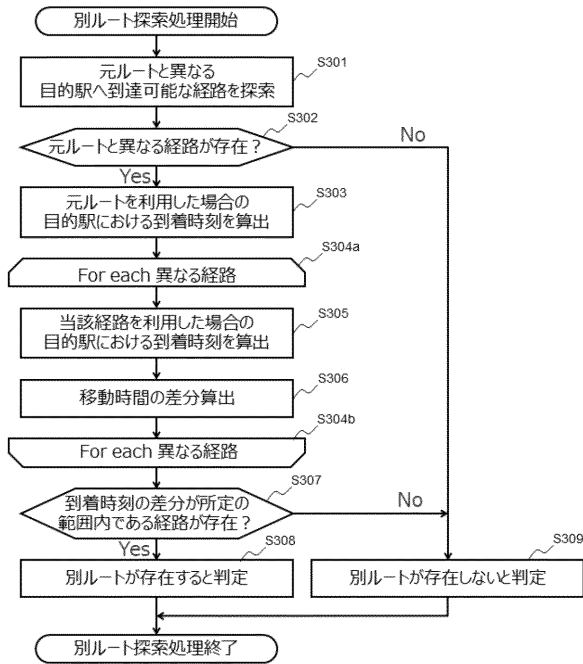 別ルート探索処理開始
S301
元ルートと異なる
目的駅へ到達可能な経路を探索
S302
元ルートと異なる経路が存在？
No
Yes
S303
元ルートを利用した場合の
目的駅における到着時刻を算出
S304a
For each 異なる経路
S305
当該経路を利用した場合の
目的駅における到着時刻を算出
S306
移動時間の差分算出
S304b
For each 異なる経路
S307
到着時刻の差分が所定の
範囲内である経路が存在？
No
Yes
S308
別ルートが存在すると判定
S309
別ルートが存在しないと判定
別ルート探索処理終了